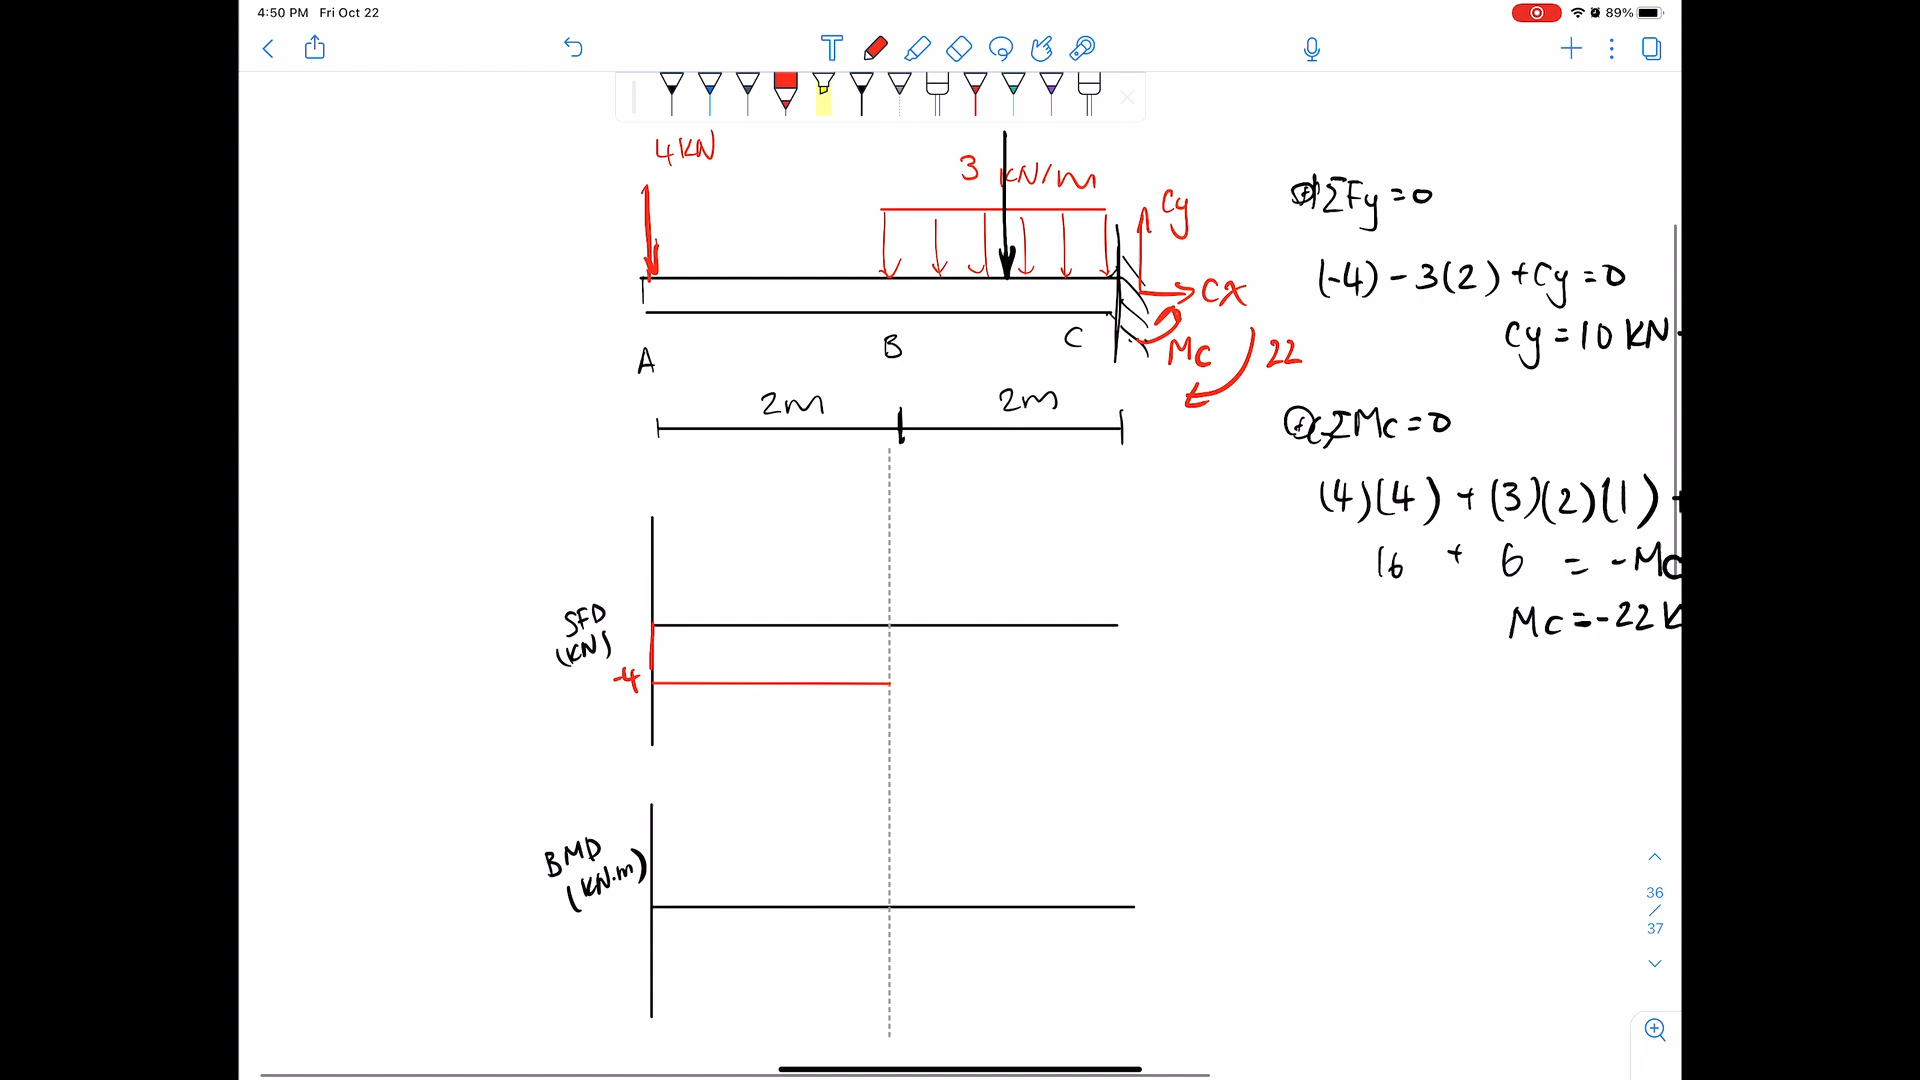 4:50 PM Fri Oct 22
89%
T
4KN
3 KN/m
Cy
Cx
Mc
22
A
B
C
2m
2m
ΣFy=0
(-4) - 3(2) + Cy = 0
Cy = 10 KN
+ ΣMc = 0
(4)(4) + (3)(2)(1) +
16 + 6 = -Mc
Mc = -22 K
SFD
(KN)
-4
BMD
(KN.m)
36
/
37